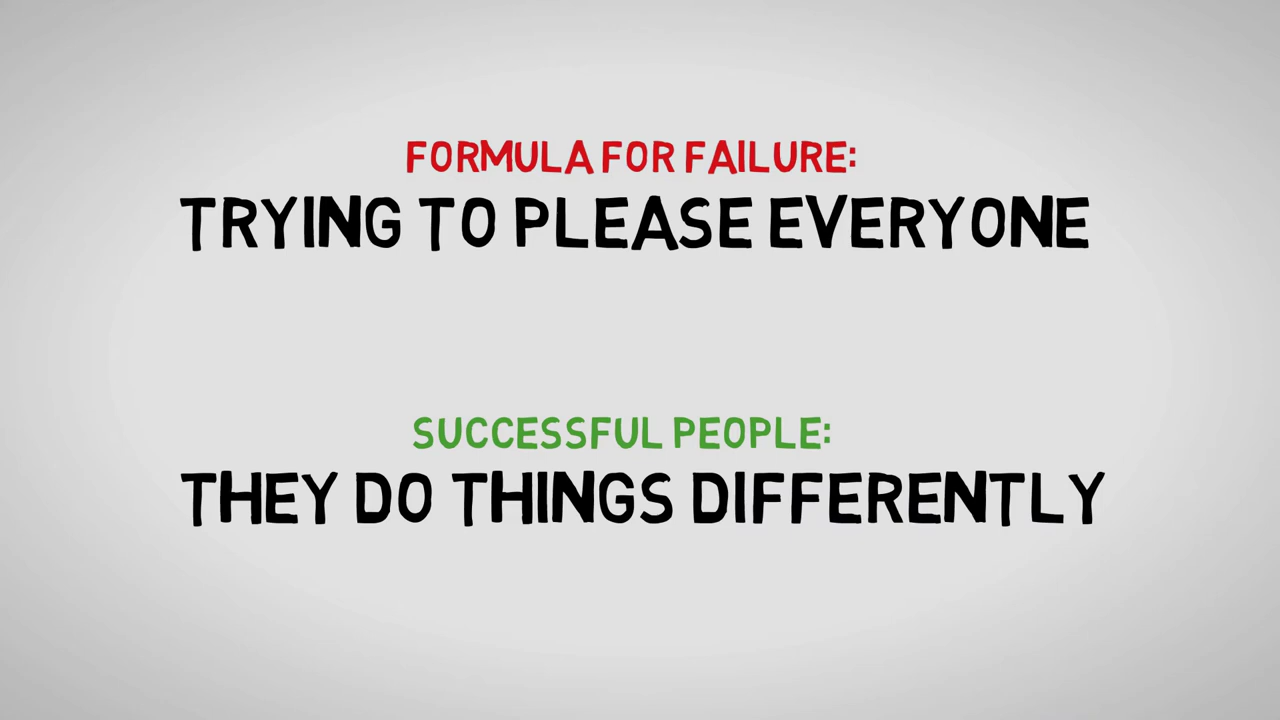 FORMULA FOR FAILURE:
TRYING TO PLEASE EVERYONE
SUCCESSFUL PEOPLE:
THEY DO THINGS DIFFERENTLY